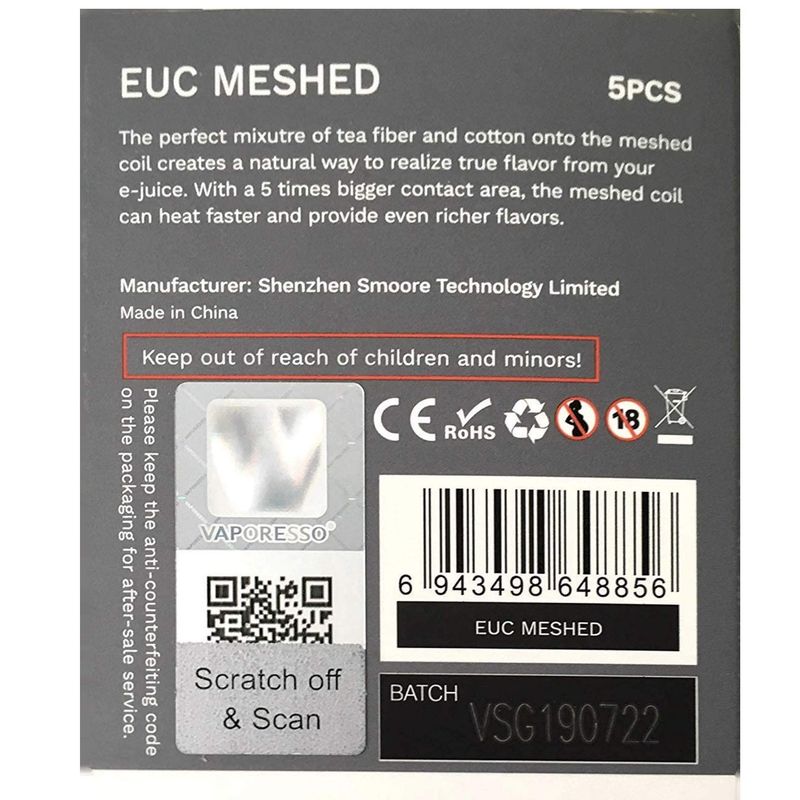 EUC MESHED
5PCS
The perfect mixutre of tea fiber and cotton onto the meshed
coil creates a natural way to realize true flavor from your
e-juice. With a 5 times bigger contact area, the meshed coil
can heat faster and provide even richer flavors.
Manufacturer: Shenzhen Smoore Technology Limited
Made in China
Keep out of reach of children and minors!
Please keep the anti-counterfeiting code
on the packaging for after-sale service.
VAPORESSO®
Scratch off
& Scan
CE
RoHS
18
6 943498 648856
EUC MESHED
BATCH
VSG190722